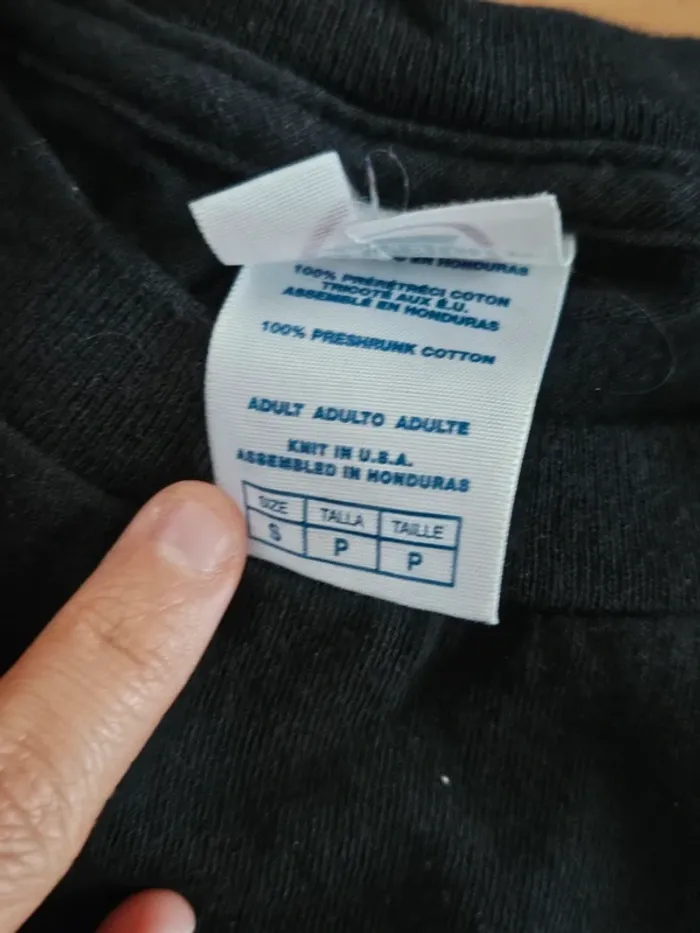 EN HONDURAS
100% PRÉRÉTRÉCI COTON
TRICOTÉ AUX É.U.
ASSEMBLÉ EN HONDURAS
100% PRESHRUNK COTTON
ADULT ADULTO ADULTE
KNIT IN U.S.A.
ASSEMBLED IN HONDURAS
SIZE TALLA TAILLE
S P P